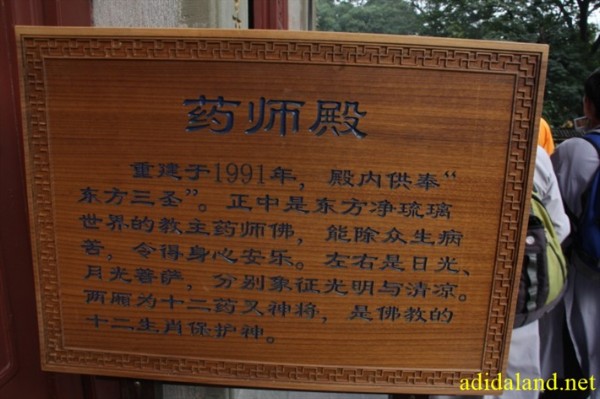 药师殿
重建于1991年，殿内供奉“
东方三圣”。正中是东方净琉璃
世界的教主药师佛，能除众生病
苦，令得身心安乐。左右是日光、
月光菩萨，分别象征光明与清凉。
两厢为十二药叉神将，是佛教的
十二生肖保护神。
adidaland.net